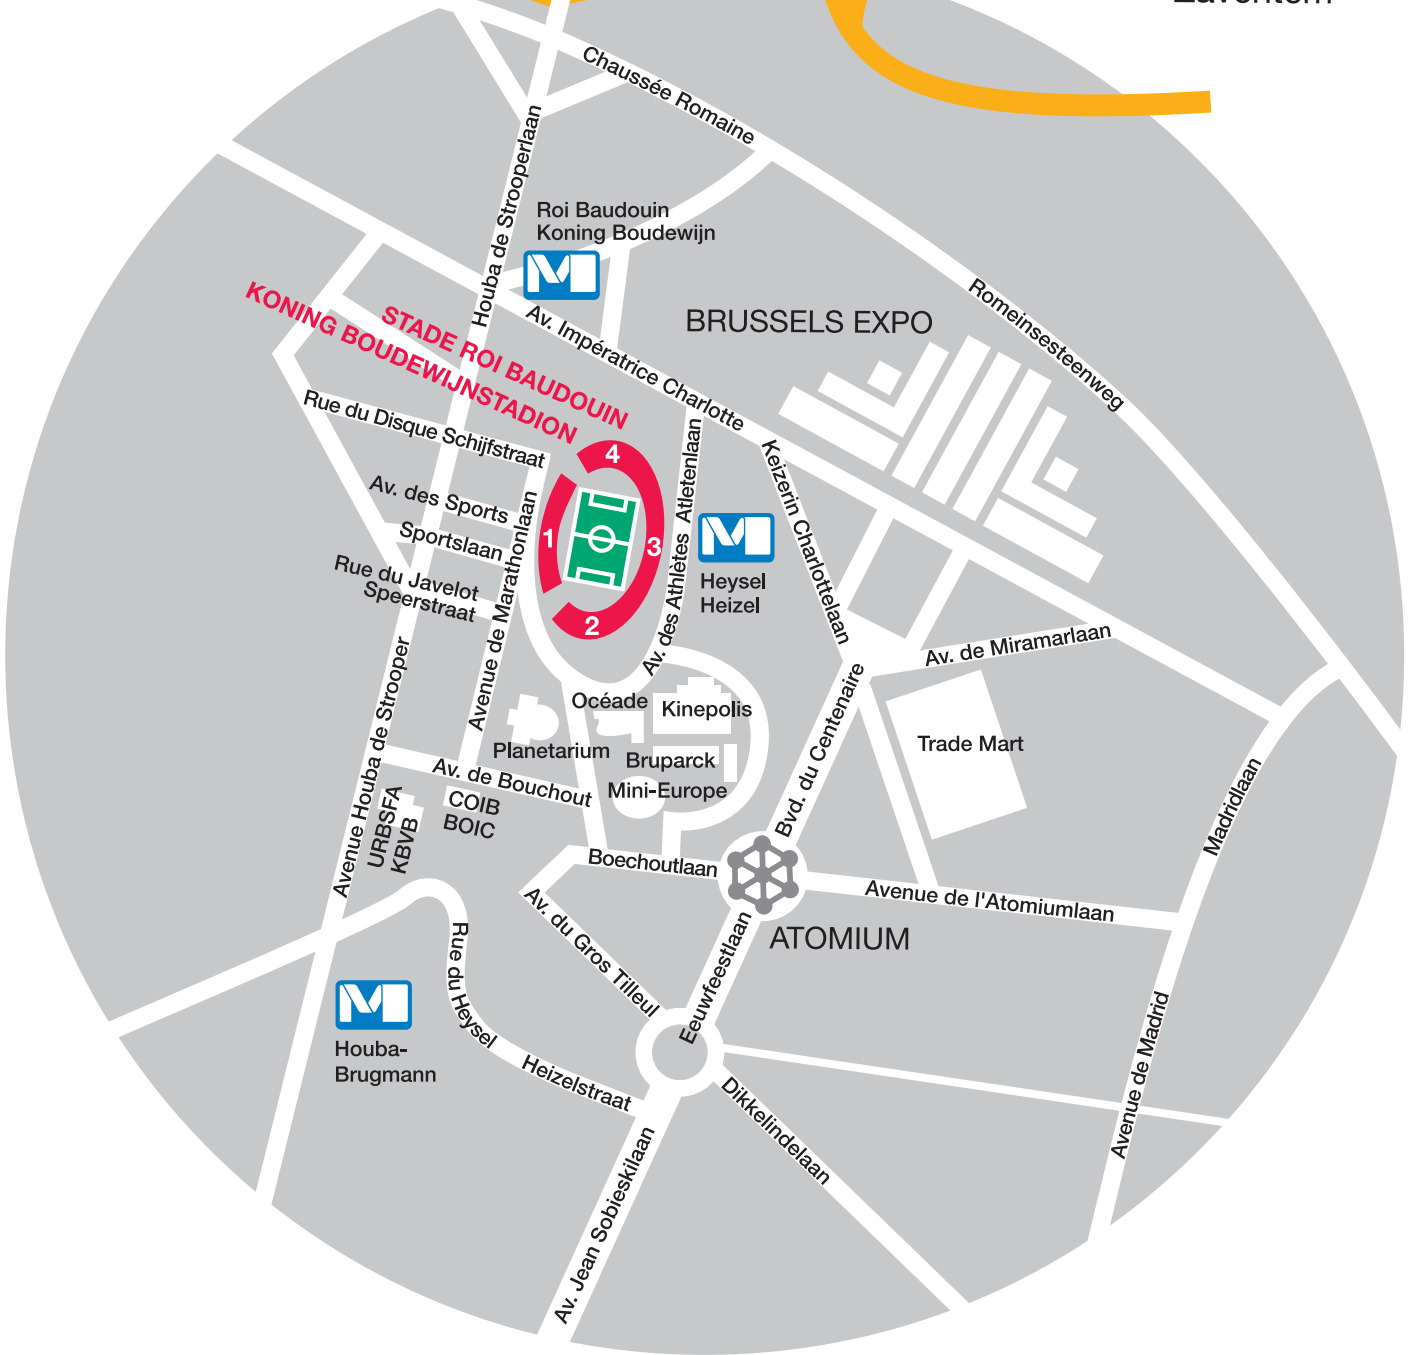 Chaussée Romaine
Houba de Strooperlaan
Roi Baudouin
Koning Boudewijn
M
Romeinsesteenweg
STADE ROI BAUDOUIN
KONING BOUDEWIJNSTADION
Av. Impératrice Charlotte
BRUSSELS EXPO
Rue du Disque Schijfstraat
Keizerin Charlottelaan
Av. des Sports
Sportslaan
Rue du Javelot
Speerstraat
Avenue de Marathonlaan
4
1
3
2
Av. des Athlètes Atletenlaan
M
Heysel
Heizel
Av. de Miramarlaan
Avenue Houba de Strooper
Océade
Kinepolis
Planetarium
Bruparck
Mini-Europe
Bvd. du Centenaire
Trade Mart
Madridlaan
Av. de Bouchout
COIB
BOIC
URBSFA
KBVB
Boechoutlaan
Avenue de l'Atomiumlaan
ATOMIUM
Av. du Gros Tilleul
Eeuwfeestlaan
Rue du Heysel
Heizelstraat
M
Houba-
Brugmann
Dikkelindelaan
Avenue de Madrid
Av. Jean Sobieskilaan